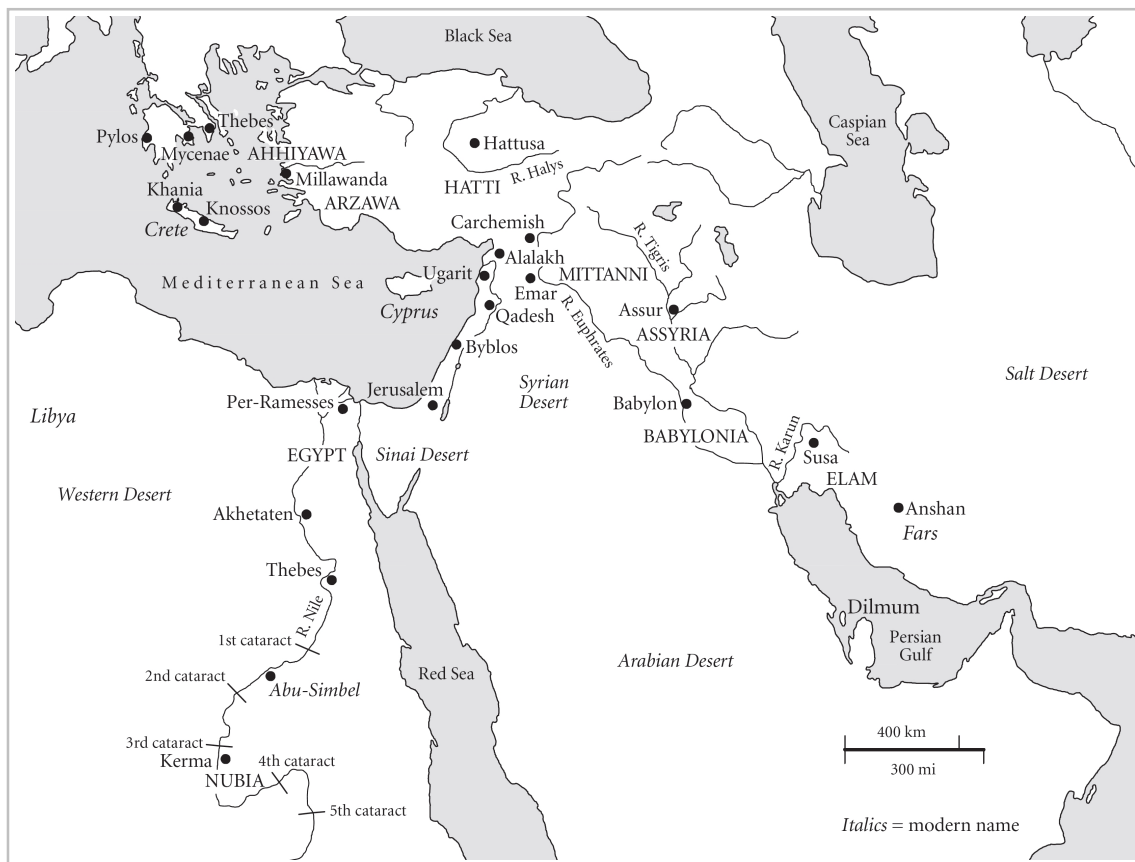 Black Sea
Thebes
Pylos
Mycenae
AHHIYAWA
Hattusa
Caspian
Sea
R. Halys
HATTI
Millawanda
Khania
ARZAWA
Knossos
Crete
Carchemish
R. Tigris
Alalakh
Mediterranean Sea
Ugarit
MITTANNI
Emar
Cyprus
Qadesh
R. Euphrates
Assur
ASSYRIA
Byblos
Salt Desert
Syrian
Desert
Jerusalem
Per-Ramesses
Babylon
Libya
BABYLONIA
R. Karun
EGYPT
Sinai Desert
Susa
ELAM
Western Desert
Akhetaten
Anshan
Fars
Thebes
R. Nile
Dilmum
Persian
Gulf
1st cataract
Arabian Desert
2nd cataract
Red Sea
Abu-Simbel
3rd cataract
Kerma
4th cataract
NUBIA
5th cataract
400 km
300 mi
Italics = modern name